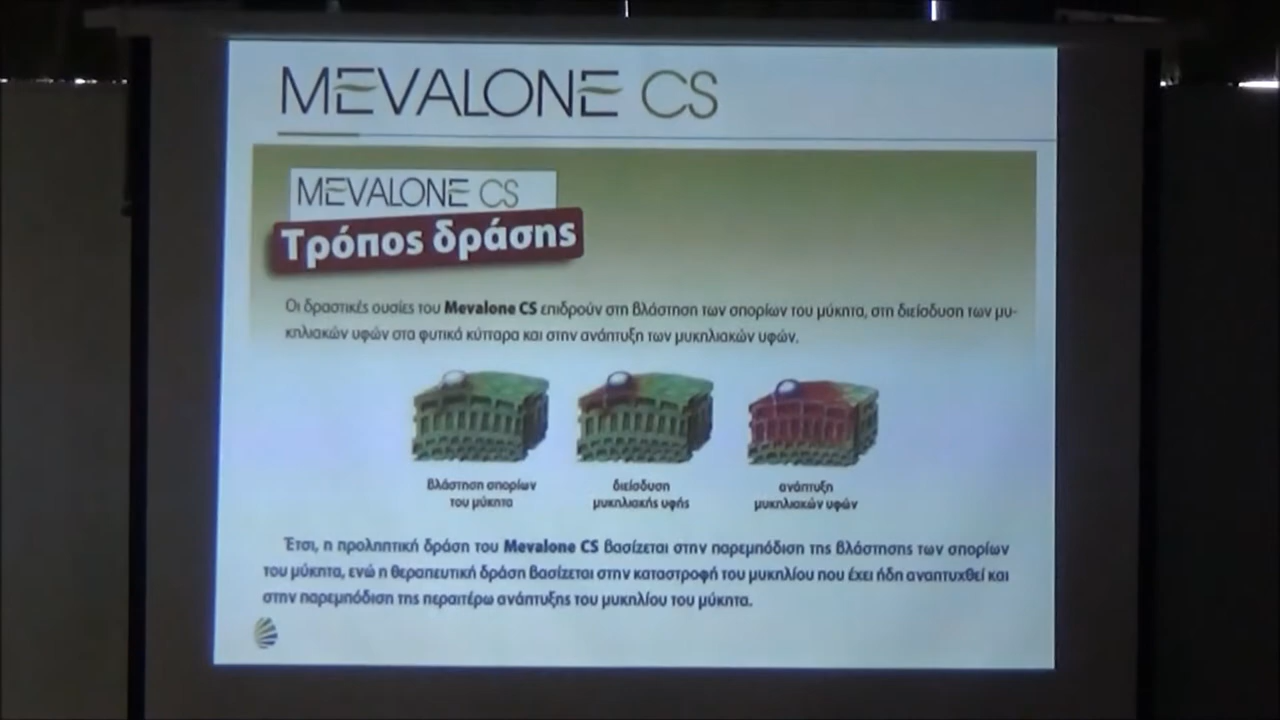 MEVALONE CS
MEVALONE CS
Τρόπος δράσης
Οι δραστικές ουσίες του Mevalone CS επιδρούν στη βλάστηση των σπορίων του μύκητα, στη διείσδυση των μυ-
κηλιακών υφών στα φυτικά κύτταρα και στην ανάπτυξη των μυκηλιακών υφών.
βλάστηση σπορίων
του μύκητα
διείσδυση
μυκηλιακής υφής
ανάπτυξη
μυκηλιακών υφών
Έτσι, η προληπτική δράση του Mevalone CS βασίζεται στην παρεμπόδιση της βλάστησης των σπορίων
του μύκητα, ενώ η θεραπευτική δράση βασίζεται στην καταστροφή του μυκηλίου που έχει ήδη αναπτυχθεί και
στην παρεμπόδιση της περαιτέρω ανάπτυξης του μυκηλίου του μύκητα.